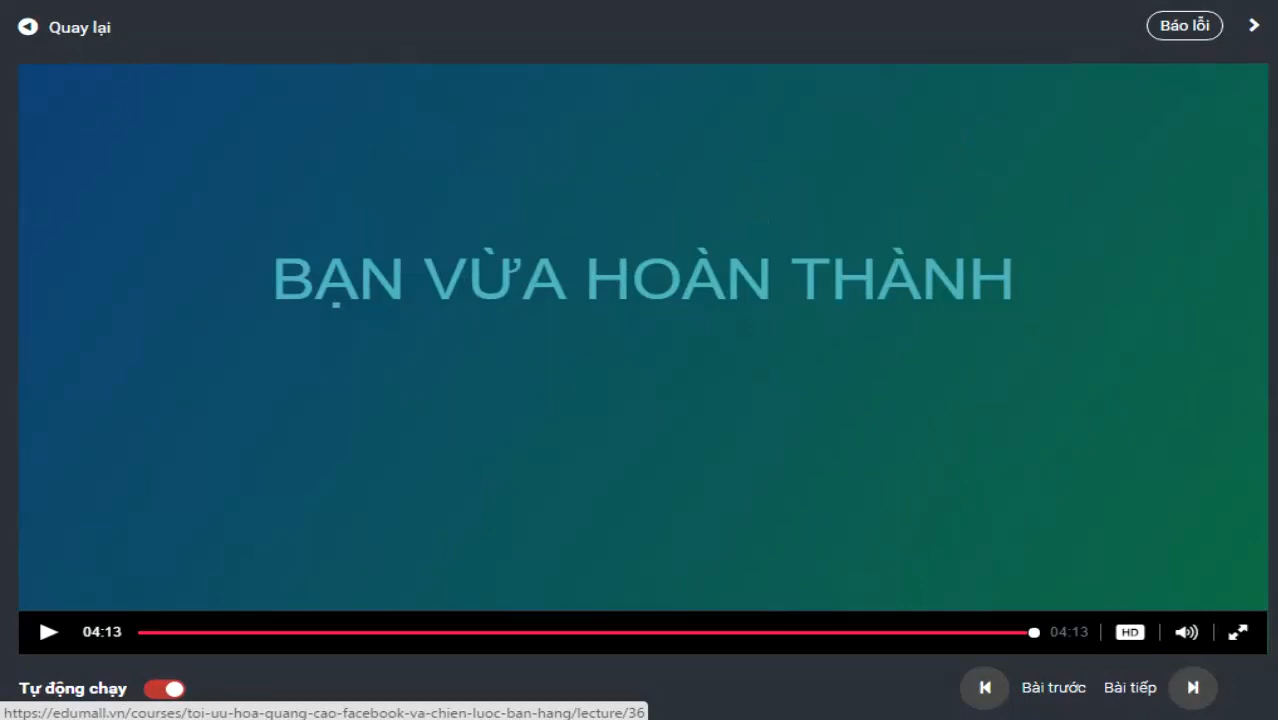 Quay lại
Báo lỗi
BẠN VỪA HOÀN THÀNH
04:13
04:13
HD
Tự động chạy
Bài trước
Bài tiếp
https://edumall.vn/courses/toi-uu-hoa-quang-cao-facebook-va-chien-luoc-ban-hang/lecture/36